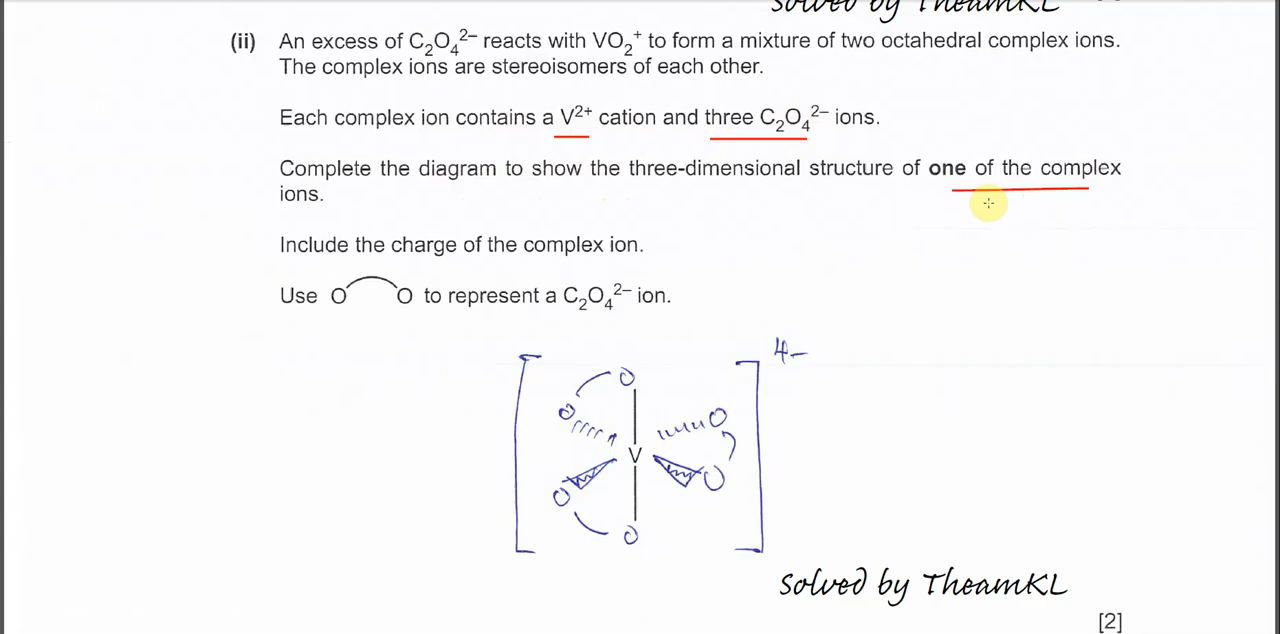 Solved by TheamKL
(ii) An excess of C₂O₄²⁻ reacts with VO₂⁺ to form a mixture of two octahedral complex ions.
The complex ions are stereoisomers of each other.
Each complex ion contains a V²⁺ cation and three C₂O₄²⁻ ions.
Complete the diagram to show the three-dimensional structure of one of the complex
ions.
Include the charge of the complex ion.
Use O O to represent a C₂O₄²⁻ ion.
4–
O
O O
V
O O
O
Solved by TheamKL
[2]